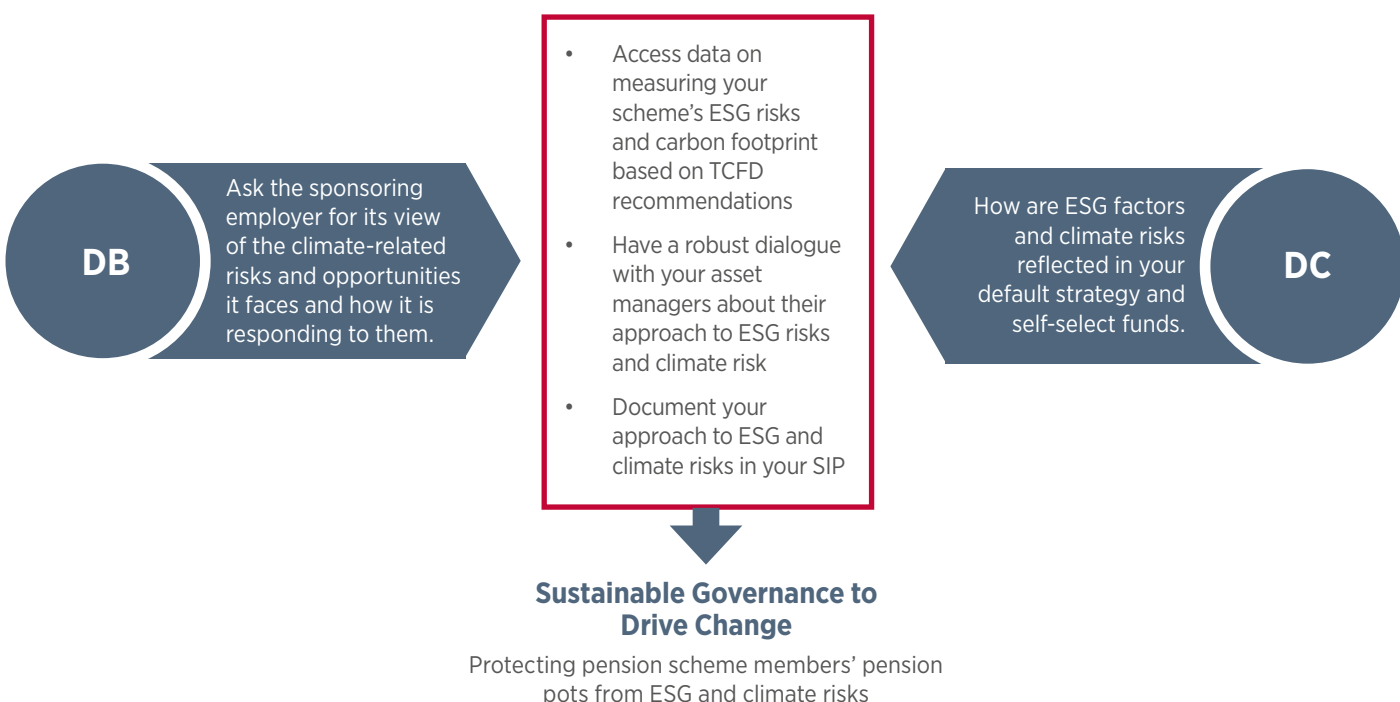 DB
Ask the sponsoring
employer for its view
of the climate-related
risks and opportunities
it faces and how it is
responding to them.
• Access data on
measuring your
scheme’s ESG risks
and carbon footprint
based on TCFD
recommendations
• Have a robust dialogue
with your asset
managers about their
approach to ESG risks
and climate risk
• Document your
approach to ESG and
climate risks in your SIP
How are ESG factors
and climate risks
reflected in your
default strategy and
self-select funds.
DC
Sustainable Governance to
Drive Change
Protecting pension scheme members’ pension
pots from ESG and climate risks